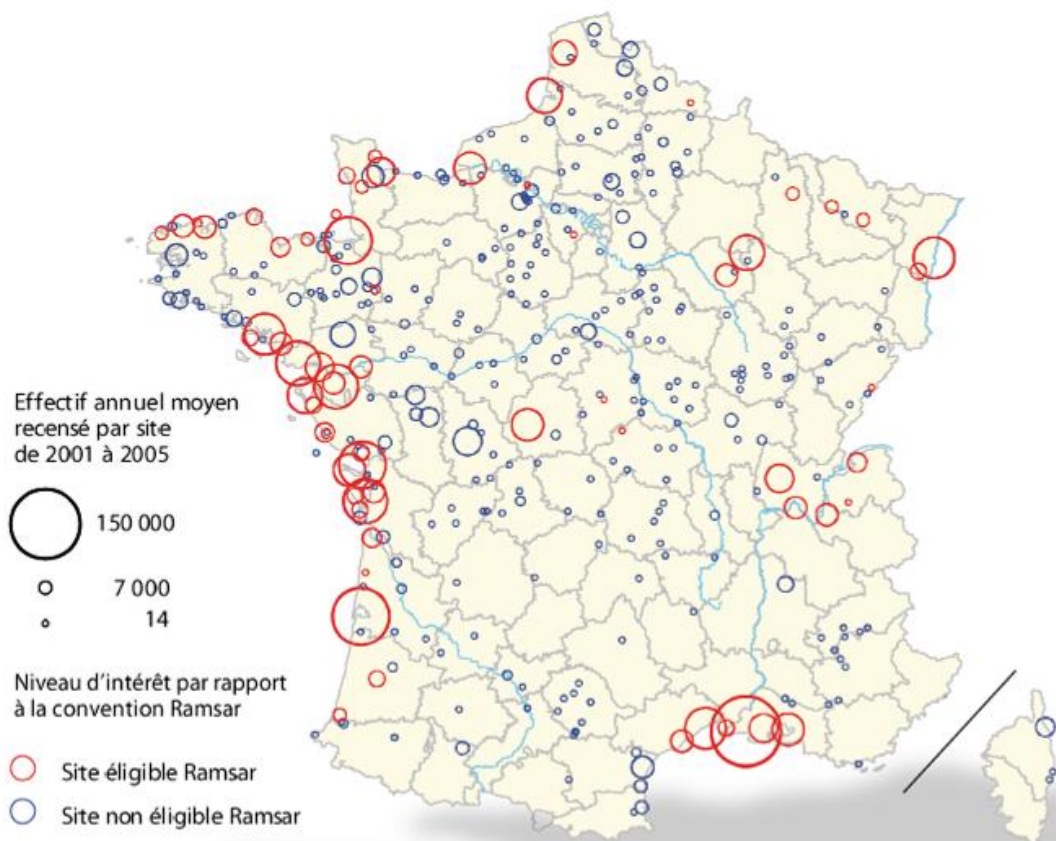 Effectif annuel moyen
recensé par site
de 2001 à 2005
150 000
7 000
14
Niveau d'intérêt par rapport
à la convention Ramsar
Site éligible Ramsar
Site non éligible Ramsar